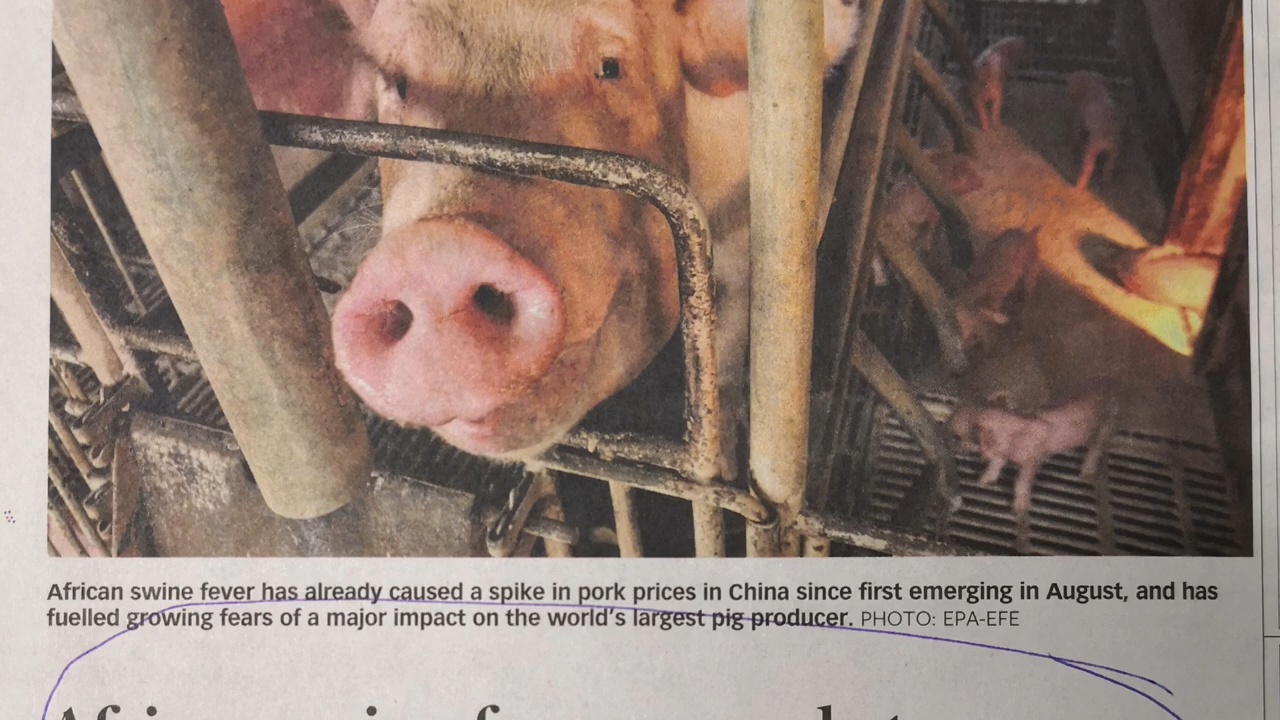 African swine fever has already caused a spike in pork prices in China since first emerging in August, and has
fuelled growing fears of a major impact on the world's largest pig producer. PHOTO: EPA-EFE